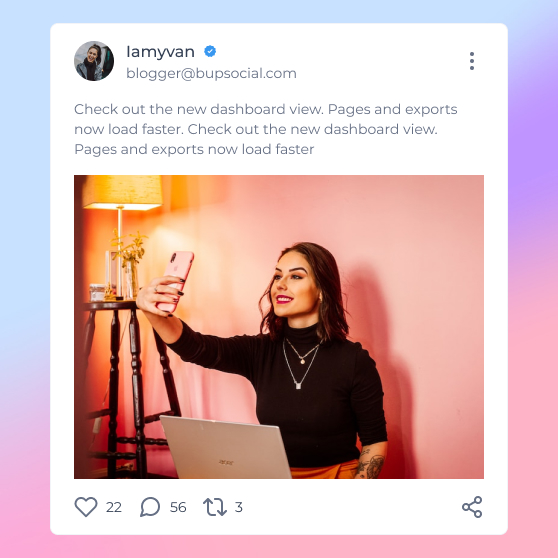 Iamyvan
blogger@bupsocial.com
Check out the new dashboard view. Pages and exports
now load faster. Check out the new dashboard view.
Pages and exports now load faster
acer
22 56 3